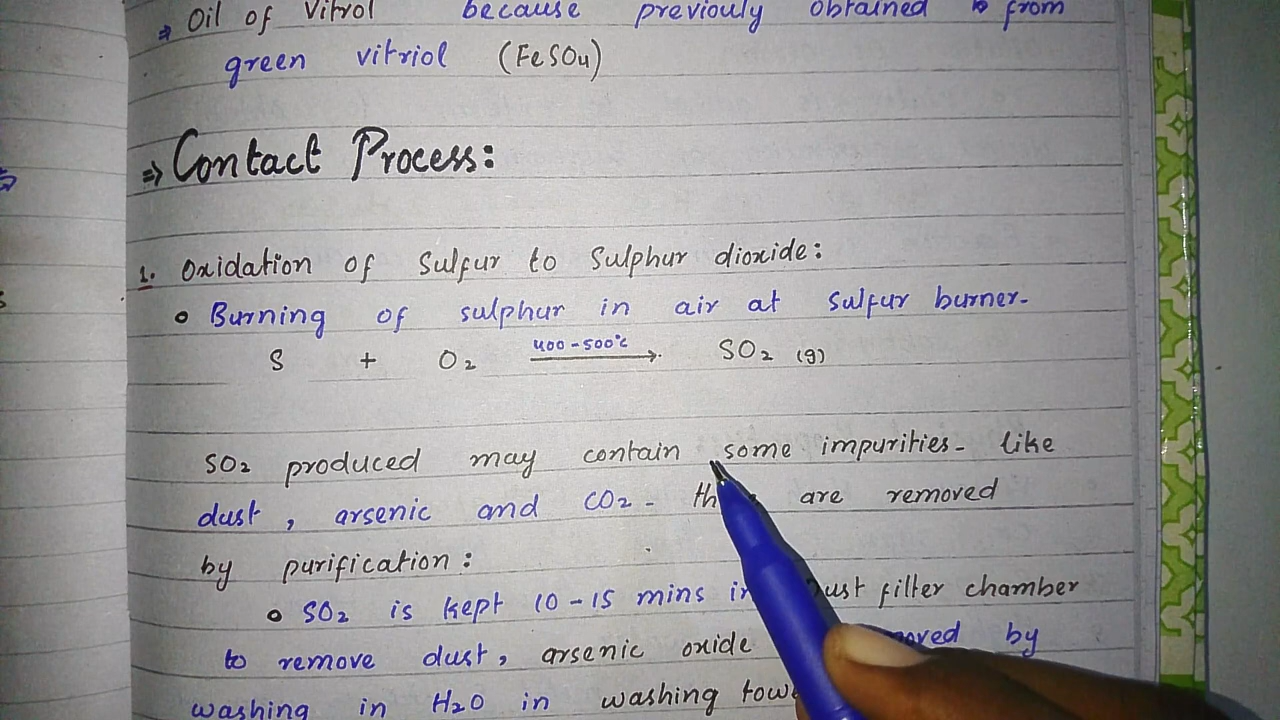 ⇒ Oil of Vitrol because previouly obtained from
green vitriol (FeSO4)
⇒ Contact Process:
1. Oxidation of Sulfur to Sulphur dioxide:
o Burning of sulphur in air at sulfur burner.
S + O2 400-500°C → SO2 (g)
SO2 produced may contain some impurities. like
dust, arsenic and CO2. are removed
by purification:
o SO2 is kept 10-15 mins filter chamber
to remove dust, arsenic oxide by
washing in H2O in washing